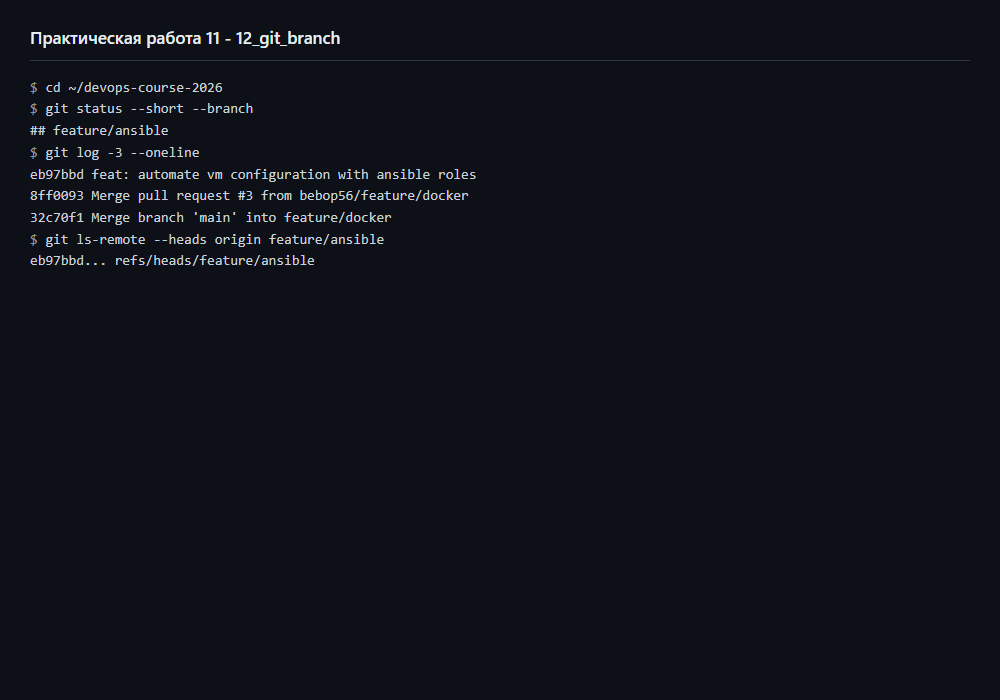 Практическая работа 11 - 12_git_branch
$ cd ~/devops-course-2026
$ git status --short --branch
## feature/ansible
$ git log -3 --oneline
eb97bbd feat: automate vm configuration with ansible roles
8ff0093 Merge pull request #3 from bebop56/feature/docker
32c70f1 Merge branch 'main' into feature/docker
$ git ls-remote --heads origin feature/ansible
eb97bbd... refs/heads/feature/ansible